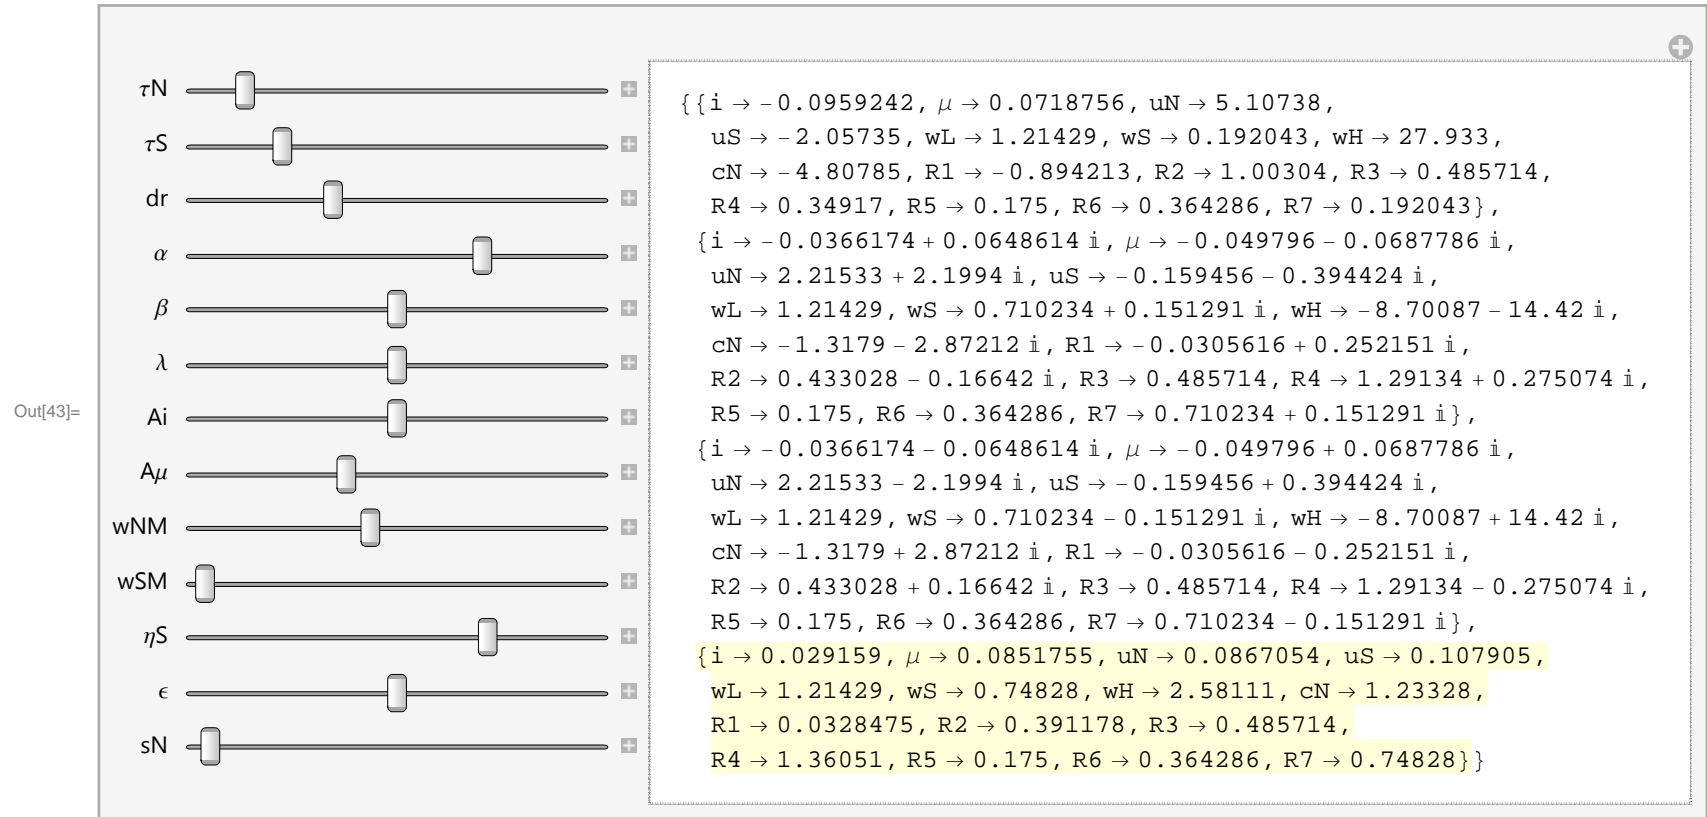 τN
τS
dr
α
β
λ
Ai
Aμ
wNM
wSM
ηS
ϵ
sN
Out[43]=
{{i → -0.0959242, μ → 0.0718756, uN → 5.10738,
uS → -2.05735, wL → 1.21429, wS → 0.192043, wH → 27.933,
cN → -4.80785, R1 → -0.894213, R2 → 1.00304, R3 → 0.485714,
R4 → 0.34917, R5 → 0.175, R6 → 0.364286, R7 → 0.192043},
{i → -0.0366174 + 0.0648614 ⅈ, μ → -0.049796 - 0.0687786 ⅈ,
uN → 2.21533 + 2.1994 ⅈ, uS → -0.159456 - 0.394424 ⅈ,
wL → 1.21429, wS → 0.710234 + 0.151291 ⅈ, wH → -8.70087 - 14.42 ⅈ,
cN → -1.3179 - 2.87212 ⅈ, R1 → -0.0305616 + 0.252151 ⅈ,
R2 → 0.433028 - 0.16642 ⅈ, R3 → 0.485714, R4 → 1.29134 + 0.275074 ⅈ,
R5 → 0.175, R6 → 0.364286, R7 → 0.710234 + 0.151291 ⅈ},
{i → -0.0366174 - 0.0648614 ⅈ, μ → -0.049796 + 0.0687786 ⅈ,
uN → 2.21533 - 2.1994 ⅈ, uS → -0.159456 + 0.394424 ⅈ,
wL → 1.21429, wS → 0.710234 - 0.151291 ⅈ, wH → -8.70087 + 14.42 ⅈ,
cN → -1.3179 + 2.87212 ⅈ, R1 → -0.0305616 - 0.252151 ⅈ,
R2 → 0.433028 + 0.16642 ⅈ, R3 → 0.485714, R4 → 1.29134 - 0.275074 ⅈ,
R5 → 0.175, R6 → 0.364286, R7 → 0.710234 - 0.151291 ⅈ},
{i → 0.029159, μ → 0.0851755, uN → 0.0867054, uS → 0.107905,
wL → 1.21429, wS → 0.74828, wH → 2.58111, cN → 1.23328,
R1 → 0.0328475, R2 → 0.391178, R3 → 0.485714,
R4 → 1.36051, R5 → 0.175, R6 → 0.364286, R7 → 0.74828}}